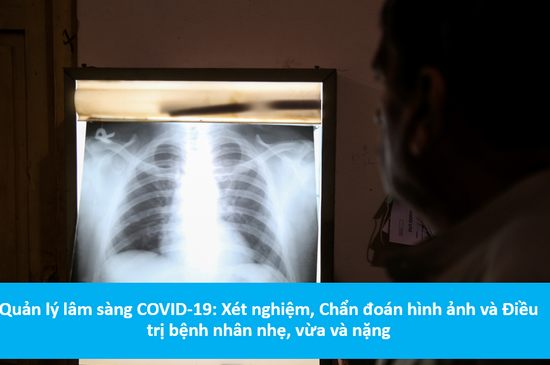 Quản lý lâm sàng COVID-19: Xét nghiệm, Chẩn đoán hình ảnh và Điều
trị bệnh nhân nhẹ, vừa và nặng